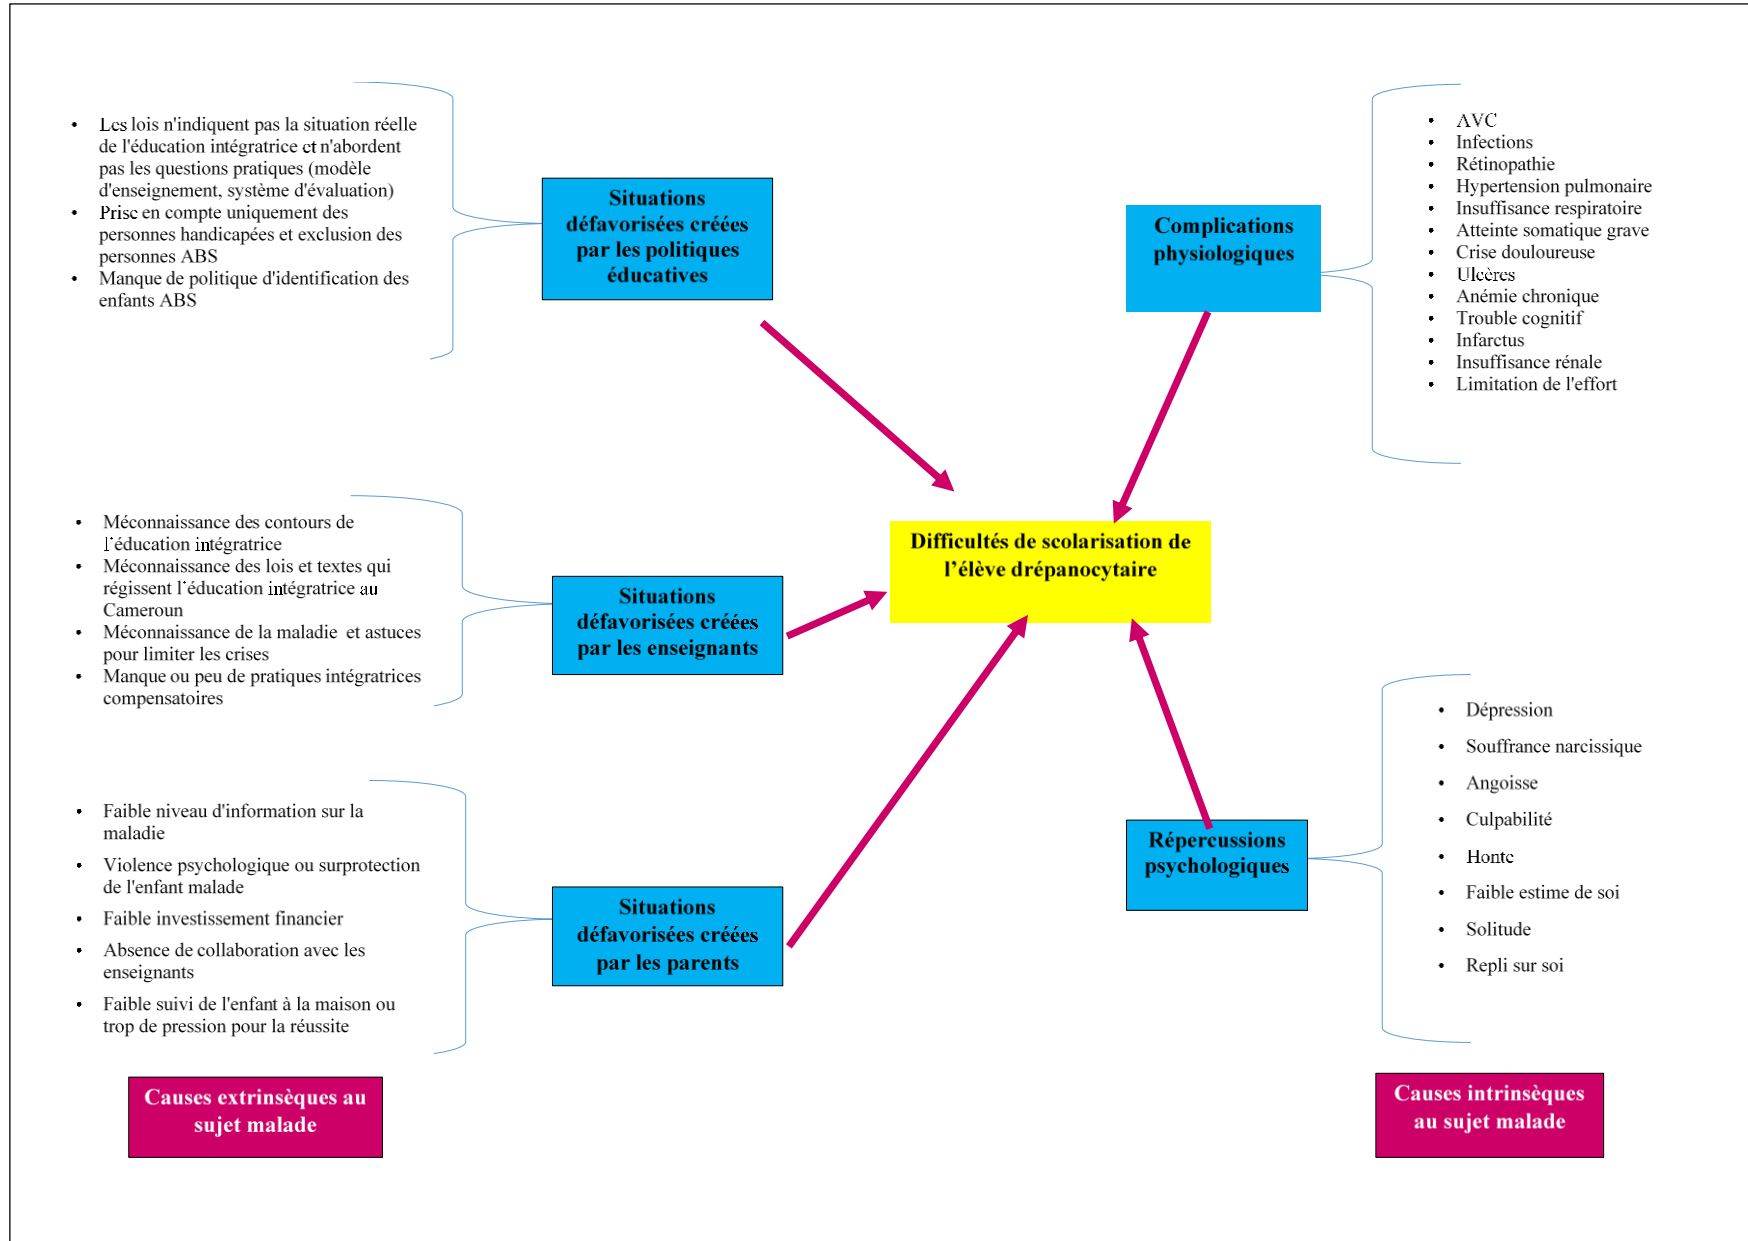 Les lois n'indiquent pas la situation réelle
de l'éducation intégratrice et n'abordent
pas les questions pratiques (modèle
d'enseignement, système d'évaluation)
Prise en compte uniquement des
personnes handicapées et exclusion des
personnes ABS
Manque de politique d'identification des
enfants ABS
Situations
défavorisées créées
par les politiques
éducatives
Méconnaissance des contours de
l'éducation intégratrice
Méconnaissance des lois et textes qui
régissent l'éducation intégratrice au
Cameroun
Méconnaissance de la maladie et astuces
pour limiter les crises
Manque ou peu de pratiques intégratrices
compensatoires
Situations
défavorisées créées
par les enseignants
Faible niveau d'information sur la
maladie
Violence psychologique ou surprotection
de l'enfant malade
Faible investissement financier
Absence de collaboration avec les
enseignants
Faible suivi de l'enfant à la maison ou
trop de pression pour la réussite
Situations
défavorisées créées
par les parents
Causes extrinsèques au
sujet malade
Difficultés de scolarisation de
l’élève drépanocytaire
Complications
physiologiques
AVC
Infections
Rétinopathie
Hypertension pulmonaire
Insuffisance respiratoire
Atteinte somatique grave
Crise douloureuse
Ulcères
Anémie chronique
Trouble cognitif
Infarctus
Insuffisance rénale
Limitation de l'effort
Répercussions
psychologiques
Dépression
Souffrance narcissique
Angoisse
Culpabilité
Honte
Faible estime de soi
Solitude
Repli sur soi
Causes intrinsèques
au sujet malade